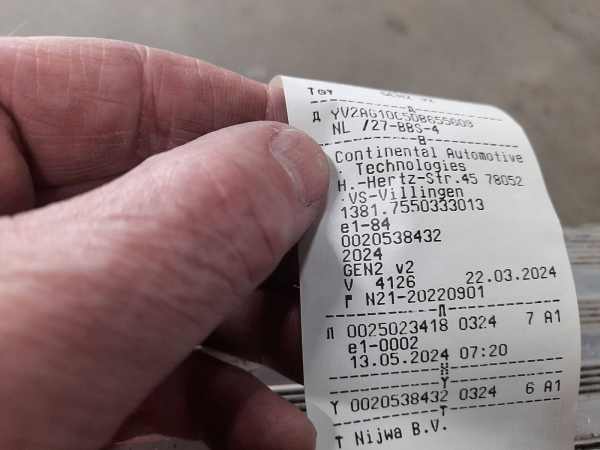 Д YV2AG10C5DB655609
NL /27-BBS-4
B
Continental Automotive
Technologies
H.-Hertz-Str.45 78052
VS-Villingen
1381.7550333013
e1-84
0020538432
2024
GEN2 v2
V 4126 22.03.2024
N21-20220901
Л
Л 0025023418 0324 7 A1
e1-0002
13.05.2024 07:20
Y
Y 0020538432 0324 6 A1
T
T Nijwa B.V.